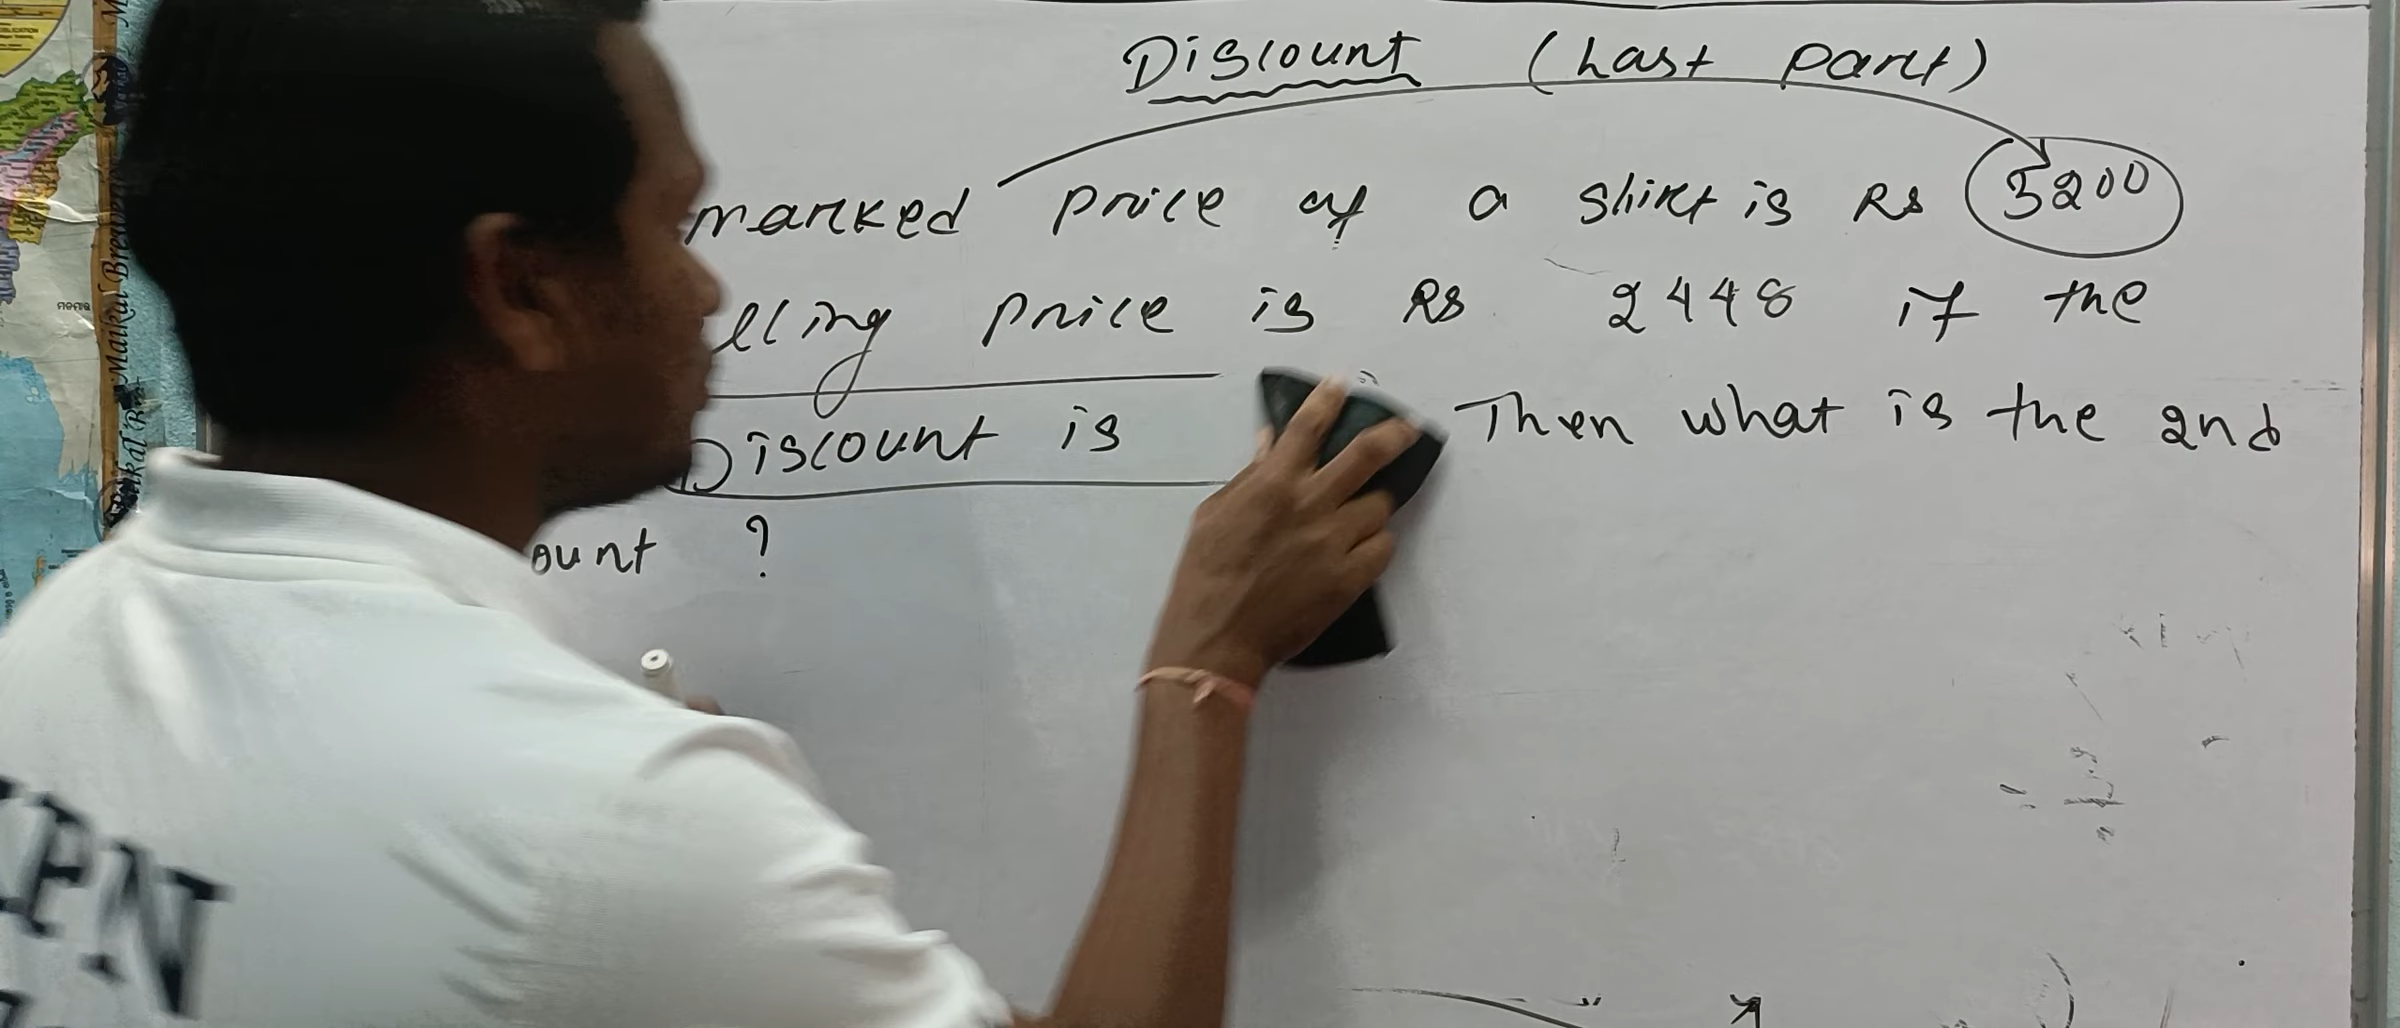 Discount (Last part)
marked price of a shirt is Rs 3200
lling price is Rs 2448 if the
Discount is Then what is the 2nd
ount ?